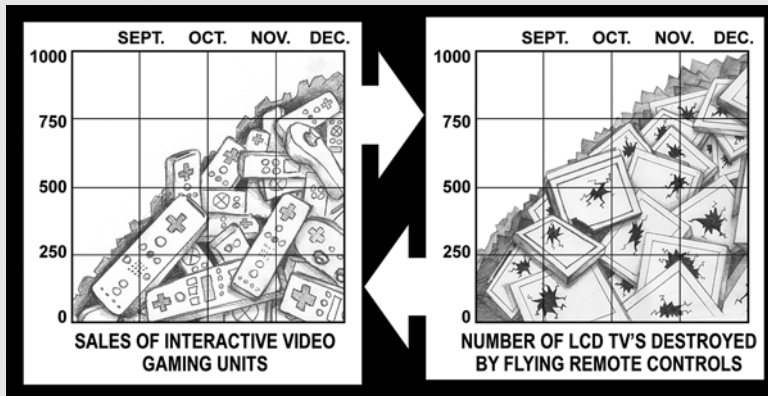 SEPT. OCT. NOV. DEC.
1000
750
500
250
0
SALES OF INTERACTIVE VIDEO
GAMING UNITS
SEPT. OCT. NOV. DEC.
1000
750
500
250
0
NUMBER OF LCD TV'S DESTROYED
BY FLYING REMOTE CONTROLS